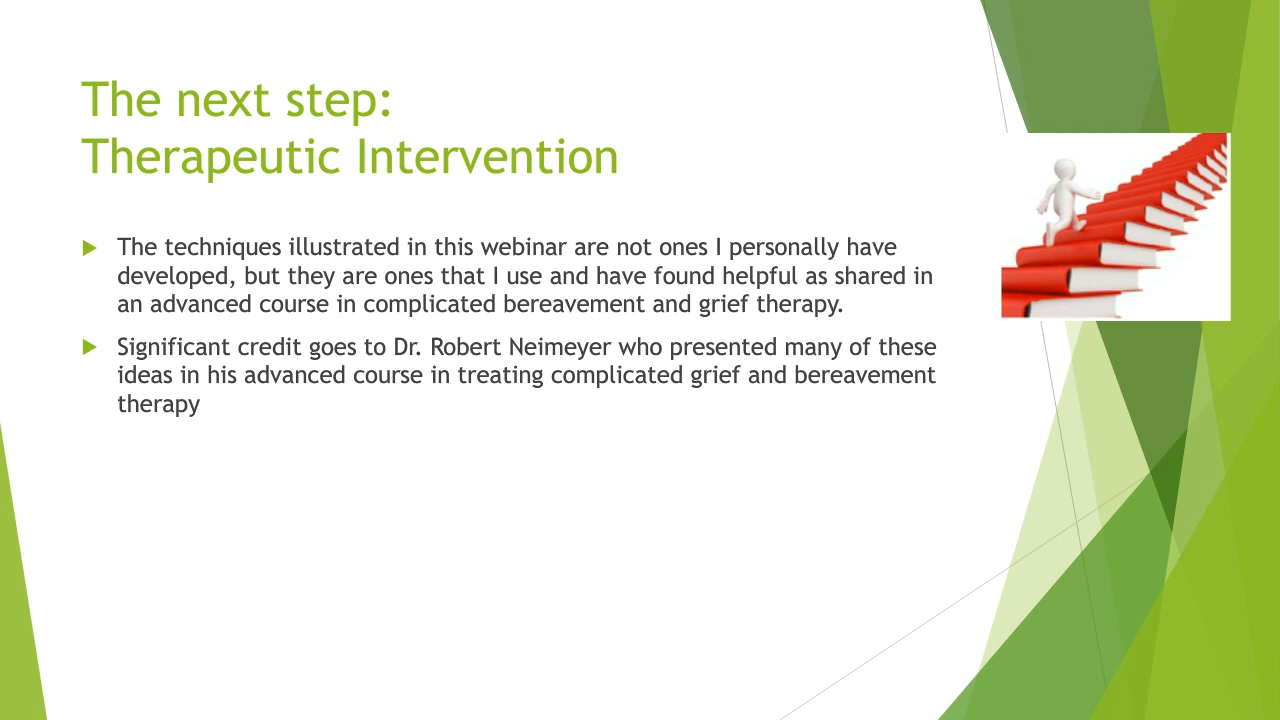 The next step:
Therapeutic Intervention
The techniques illustrated in this webinar are not ones I personally have
developed, but they are ones that I use and have found helpful as shared in
an advanced course in complicated bereavement and grief therapy.
Significant credit goes to Dr. Robert Neimeyer who presented many of these
ideas in his advanced course in treating complicated grief and bereavement
therapy